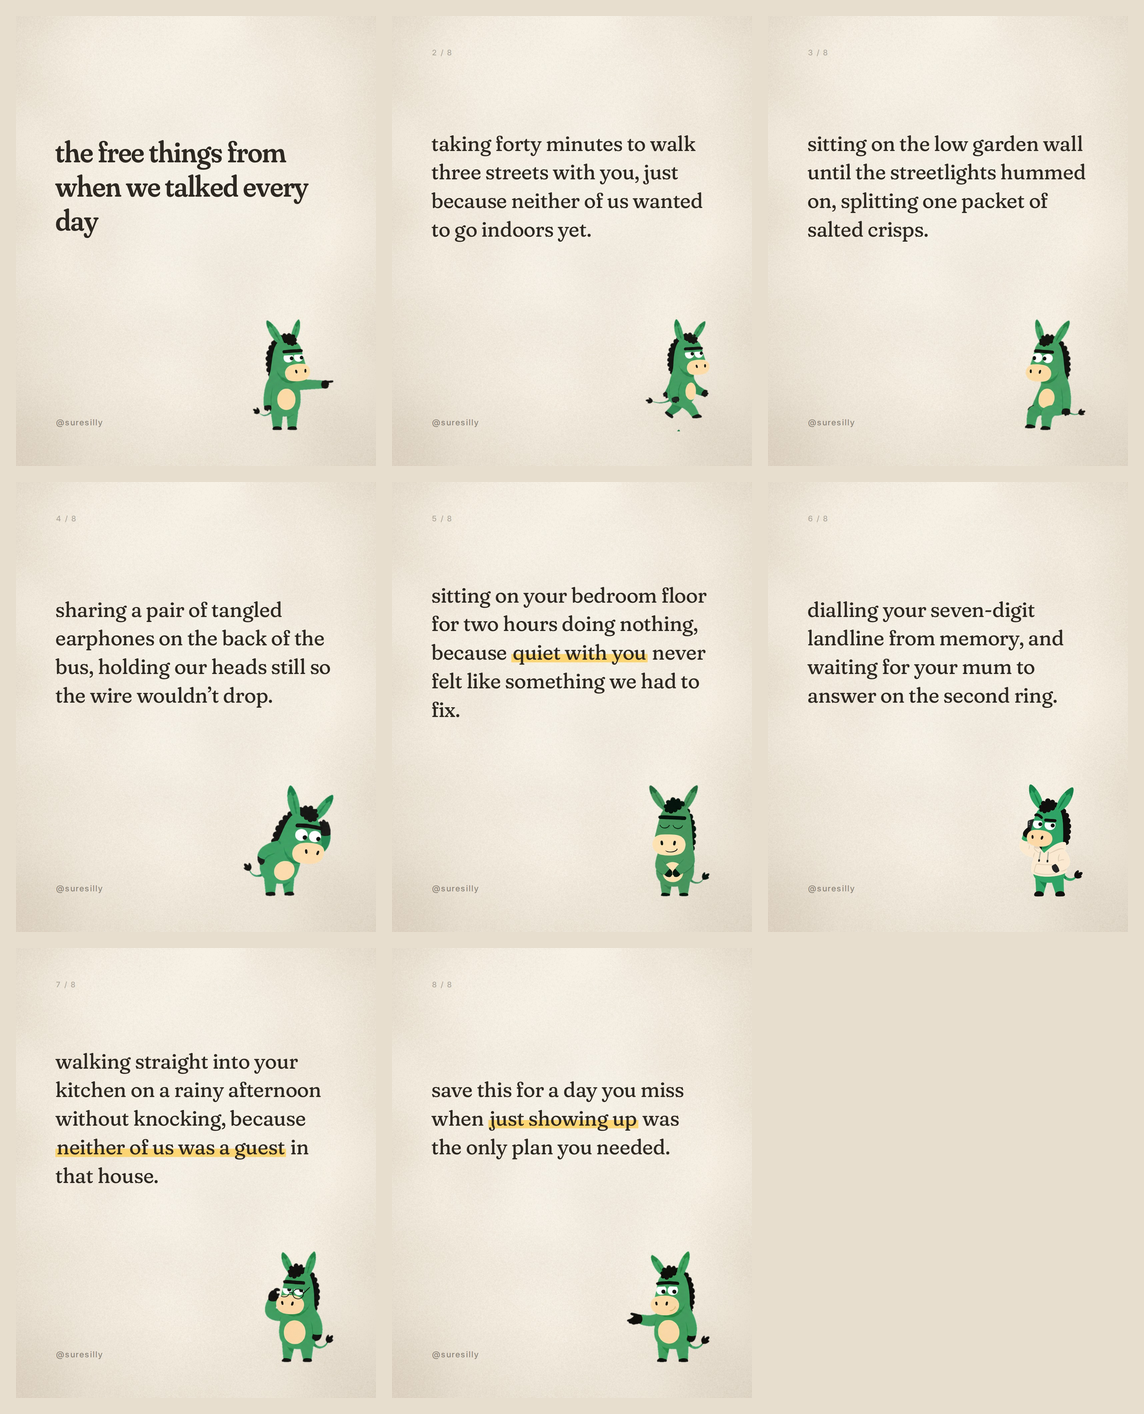 the free things from
when we talked every
day
@suresilly
2 / 8
taking forty minutes to walk
three streets with you, just
because neither of us wanted
to go indoors yet.
@suresilly
3 / 8
sitting on the low garden wall
until the streetlights hummed
on, splitting one packet of
salted crisps.
@suresilly
4 / 8
sharing a pair of tangled
earphones on the back of the
bus, holding our heads still so
the wire wouldn’t drop.
@suresilly
5 / 8
sitting on your bedroom floor
for two hours doing nothing,
because quiet with you never
felt like something we had to
fix.
@suresilly
6 / 8
dialling your seven-digit
landline from memory, and
waiting for your mum to
answer on the second ring.
@suresilly
7 / 8
walking straight into your
kitchen on a rainy afternoon
without knocking, because
neither of us was a guest in
that house.
@suresilly
8 / 8
save this for a day you miss
when just showing up was
the only plan you needed.
@suresilly